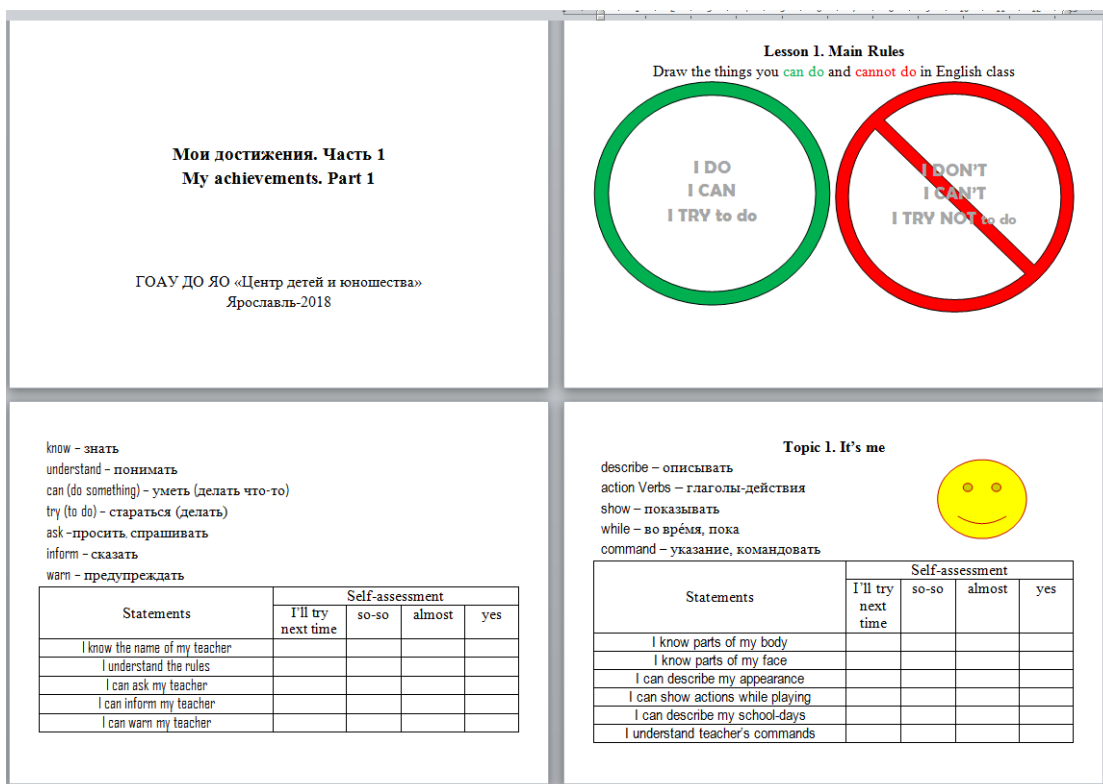 Мои достижения. Часть 1
My achievements. Part 1
ГОАУ ДО ЯО «Центр детей и юношества»
Ярославль-2018
Lesson 1. Main Rules
Draw the things you can do and cannot do in English class
I DO
I CAN
I TRY to do
I DON'T
I CAN'T
I TRY NOT to do
know – знать
understand – понимать
can (do something) – уметь (делать что-то)
try (to do) – стараться (делать)
ask –просить, спрашивать
inform – сказать
warn – предупреждать
Statements
Self-assessment
I'll try next time
so-so
almost
yes
I know the name of my teacher
I understand the rules
I can ask my teacher
I can inform my teacher
I can warn my teacher
Topic 1. It's me
describe – описывать
action Verbs – глаголы-действия
show – показывать
while – во врéмя, пока
command – указание, командовать
Statements
Self-assessment
I'll try next time
so-so
almost
yes
I know parts of my body
I know parts of my face
I can describe my appearance
I can show actions while playing
I can describe my school-days
I understand teacher's commands